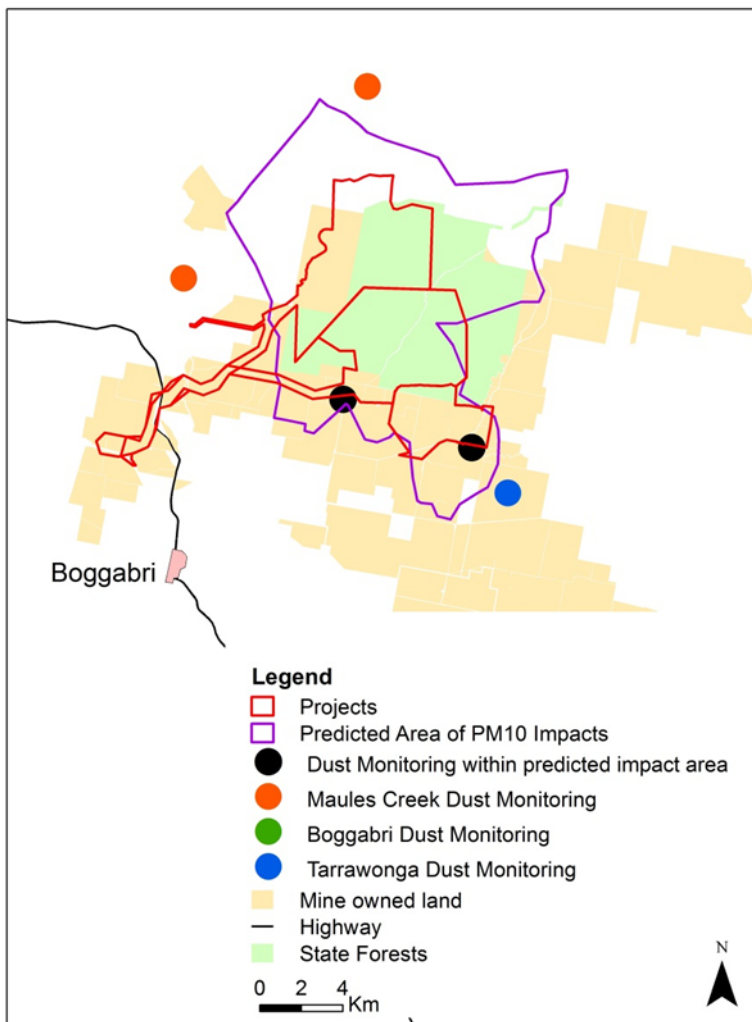 Boggabri
Legend
Projects
Predicted Area of PM10 Impacts
Dust Monitoring within predicted impact area
Maules Creek Dust Monitoring
Boggabri Dust Monitoring
Tarrawonga Dust Monitoring
Mine owned land
Highway
State Forests
0 2 4
Km
N